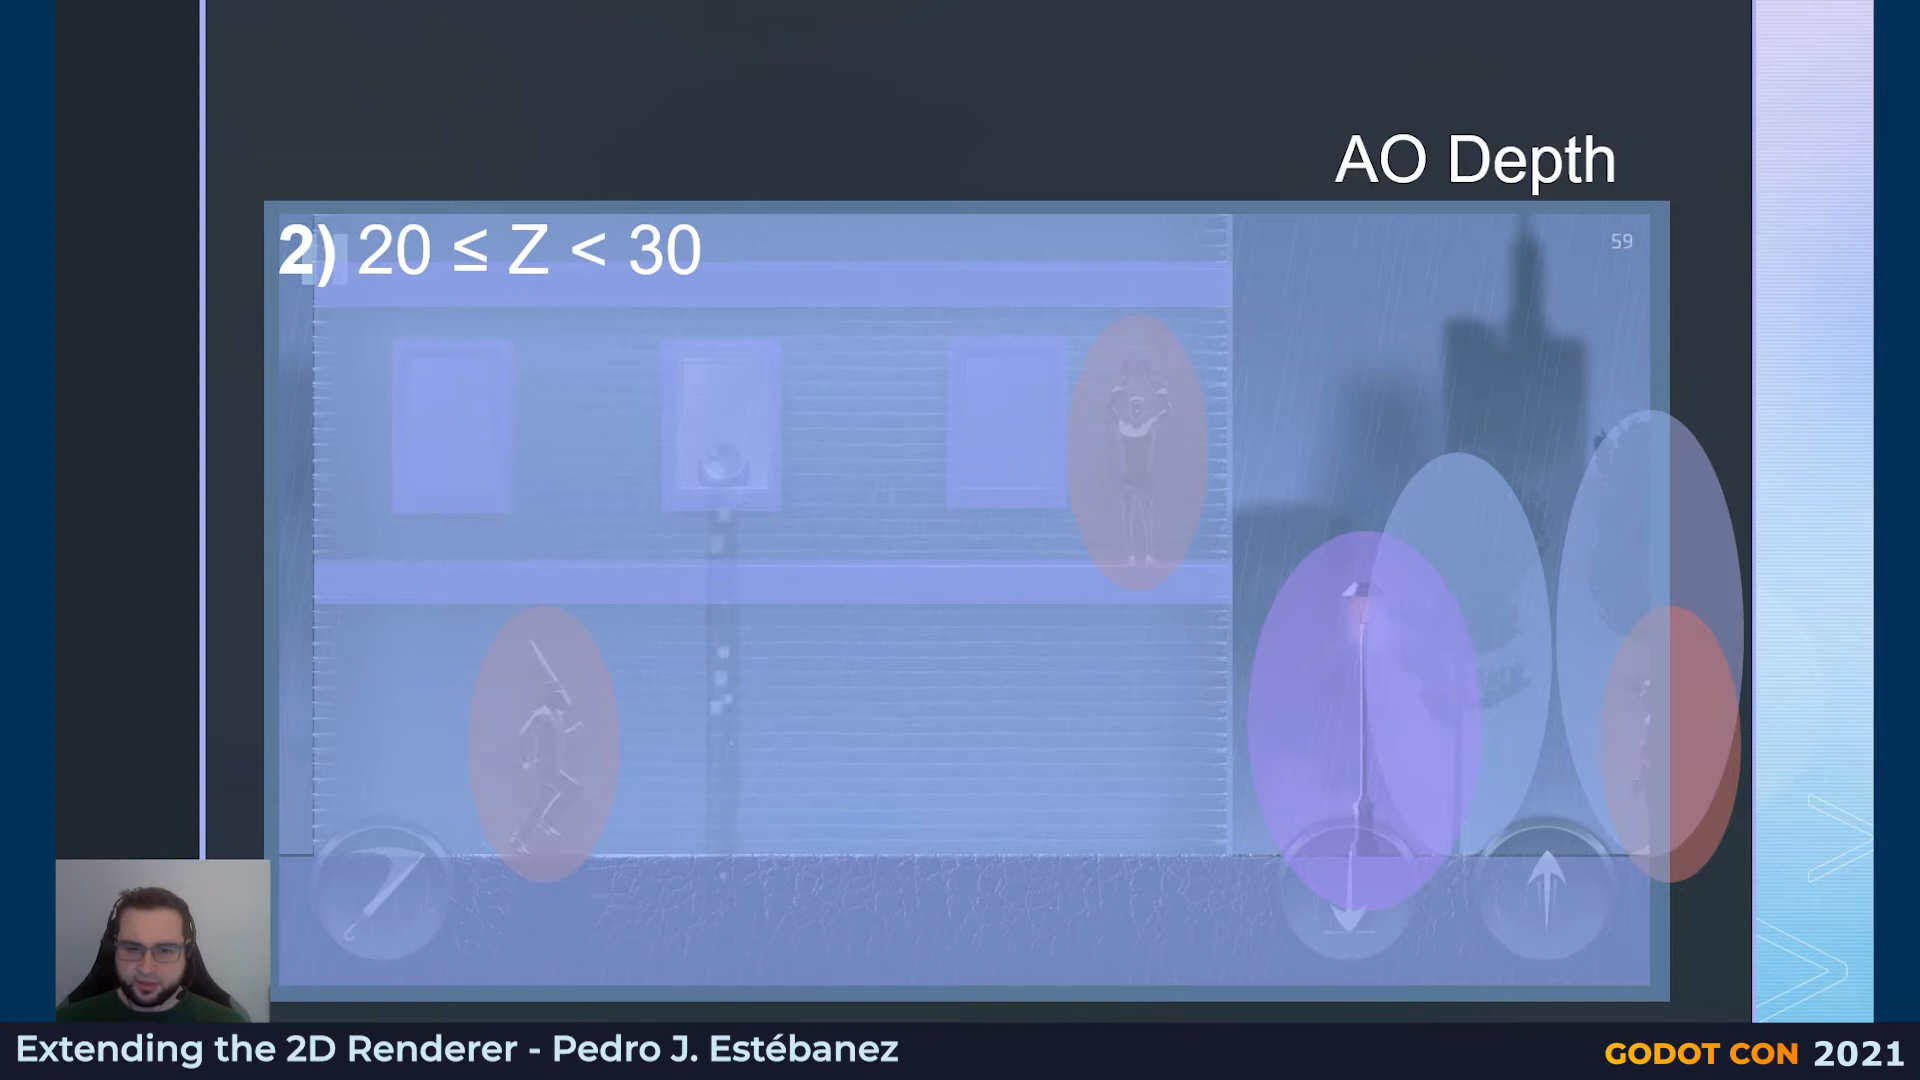 AO Depth
2) 20 ≤ Z < 30
59
Extending the 2D Renderer - Pedro J. Estébanez
GODOT CON 2021